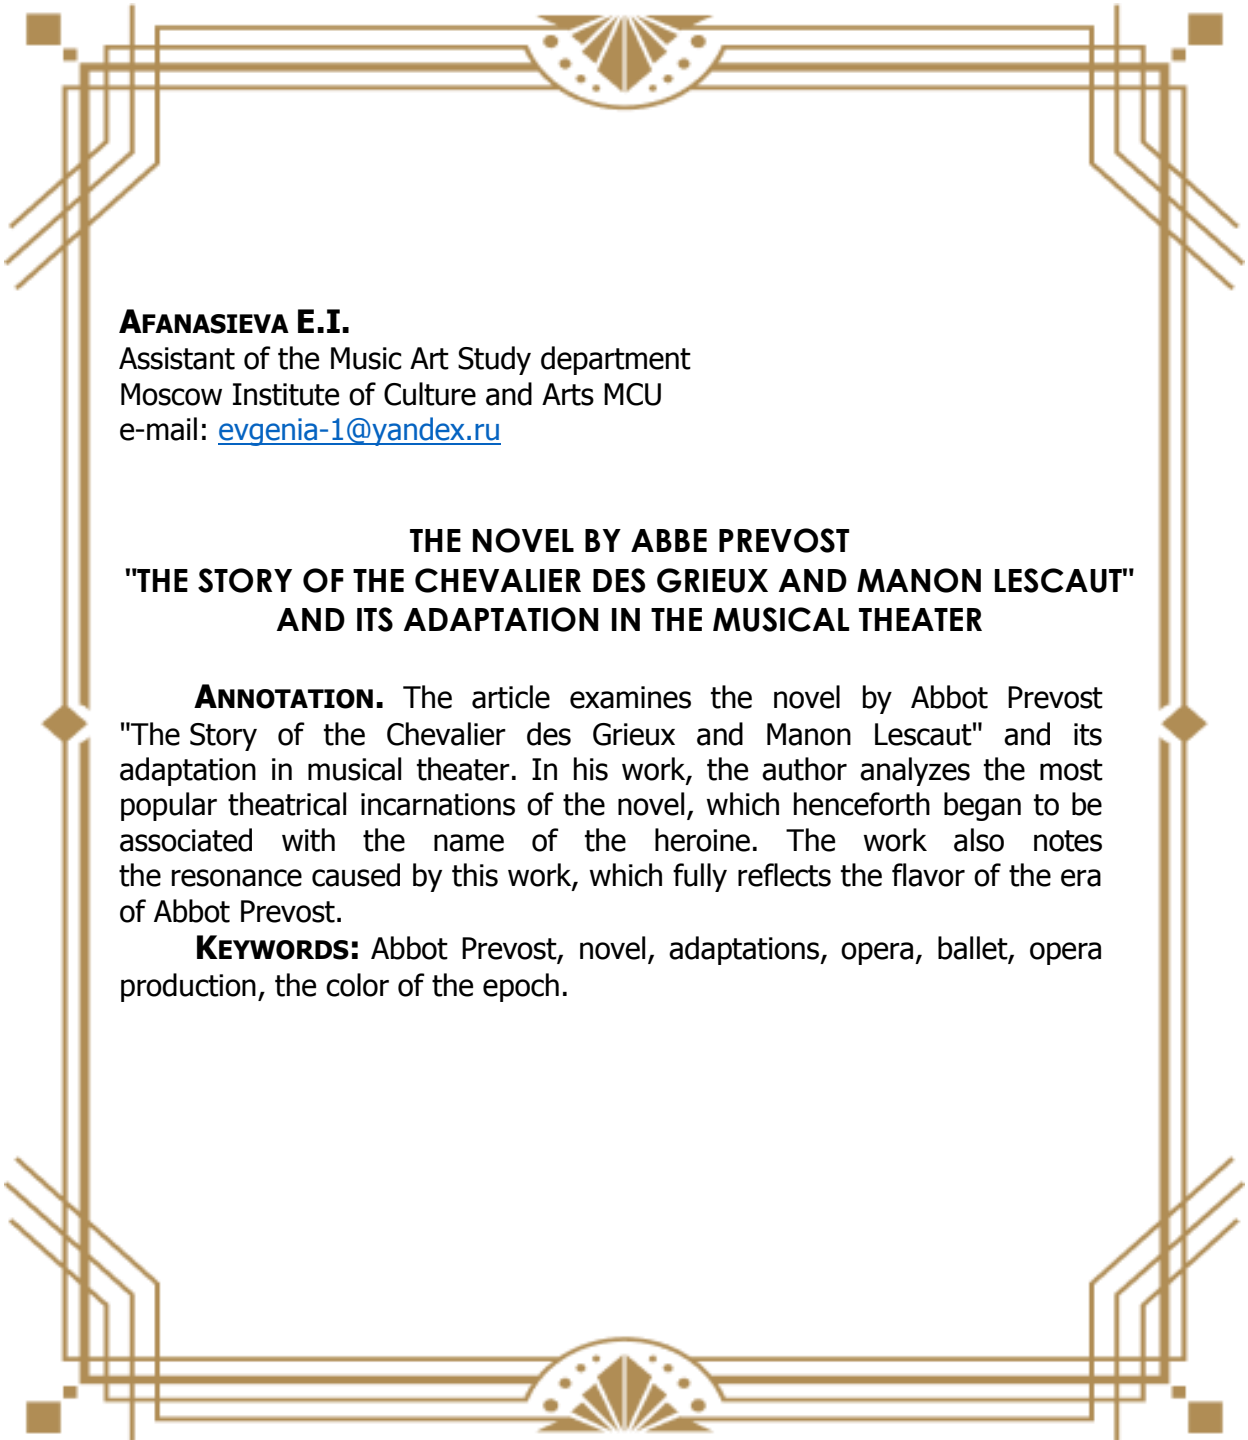 AFANASIEVA E.I.
Assistant of the Music Art Study department
Moscow Institute of Culture and Arts MCU
e-mail: evgenia-1@yandex.ru
THE NOVEL BY ABBE PREVOST
"THE STORY OF THE CHEVALIER DES GRIEUX AND MANON LESCAUT"
AND ITS ADAPTATION IN THE MUSICAL THEATER
ANNOTATION. The article examines the novel by Abbot Prevost
"The Story of the Chevalier des Grieux and Manon Lescaut" and its
adaptation in musical theater. In his work, the author analyzes the most
popular theatrical incarnations of the novel, which henceforth began to be
associated with the name of the heroine. The work also notes
the resonance caused by this work, which fully reflects the flavor of the era
of Abbot Prevost.
KEYWORDS: Abbot Prevost, novel, adaptations, opera, ballet, opera
production, the color of the epoch.